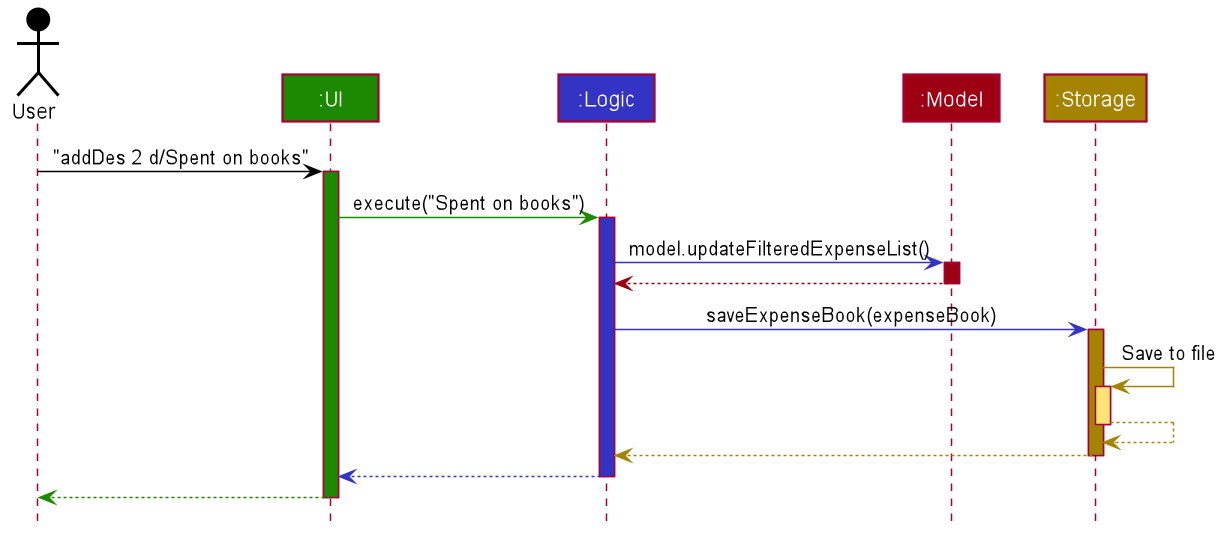 User
:UI
:Logic
:Model
:Storage
"addDes 2 d/Spent on books"
execute("Spent on books")
model.updateFilteredExpenseList()
saveExpenseBook(expenseBook)
Save to file